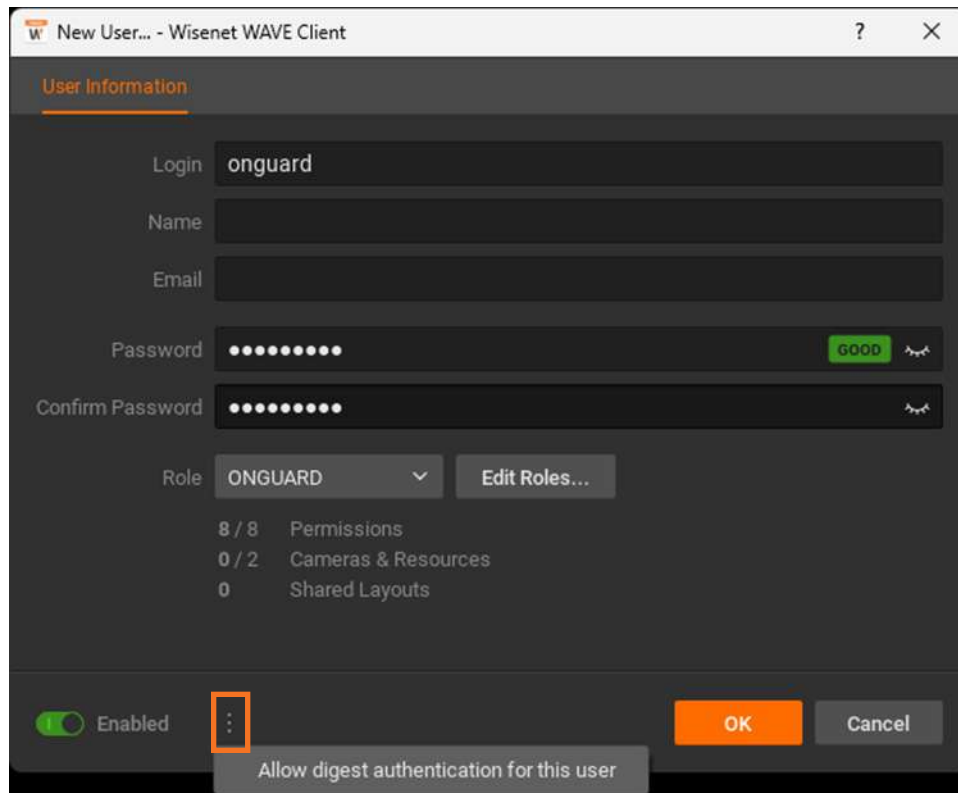 W New User... - Wisenet WAVE Client ?
User Information
Login onguard
Name
Email
Password ●●●●●●●●● GOOD
Confirm Password ●●●●●●●●●
Role ONGUARD Edit Roles...
8 / 8 Permissions
0 / 2 Cameras & Resources
0 Shared Layouts
Enabled OK Cancel
Allow digest authentication for this user